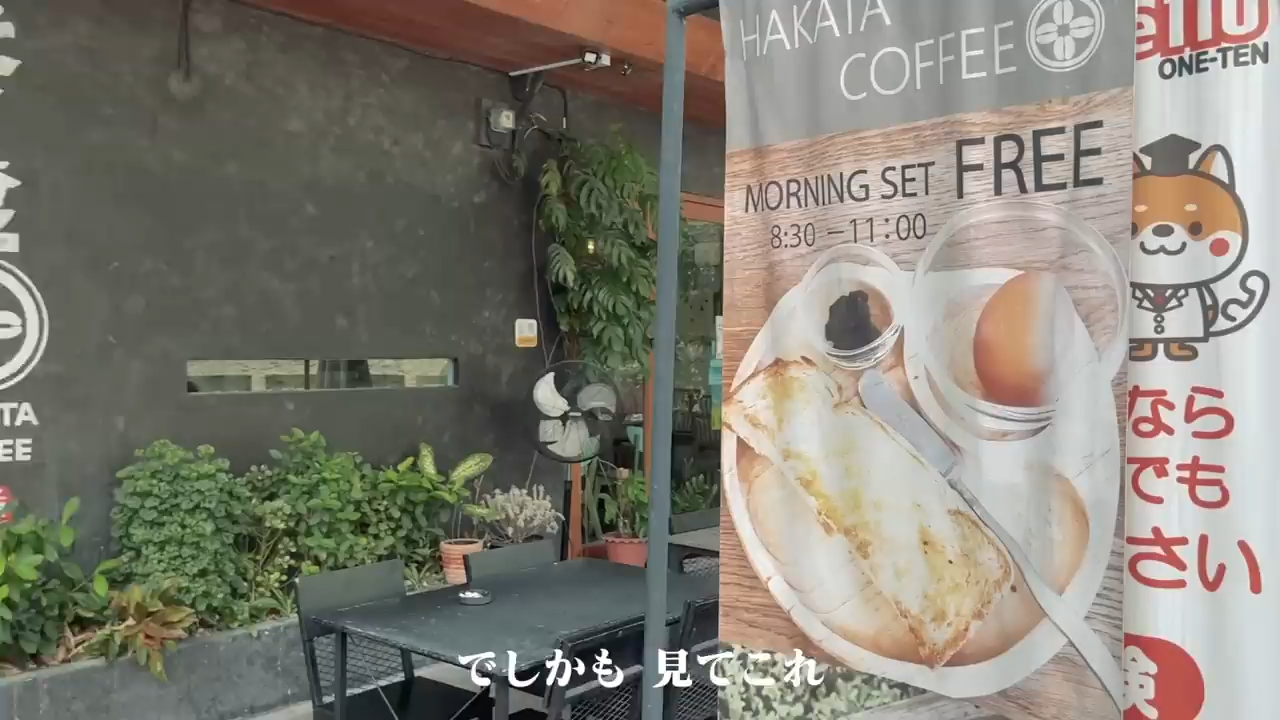 HAKATA
COFFEE
MORNING SET FREE
8:30 ー 11:00
ONE-TEN
なら
でも
さい
でしかも 見てこれ